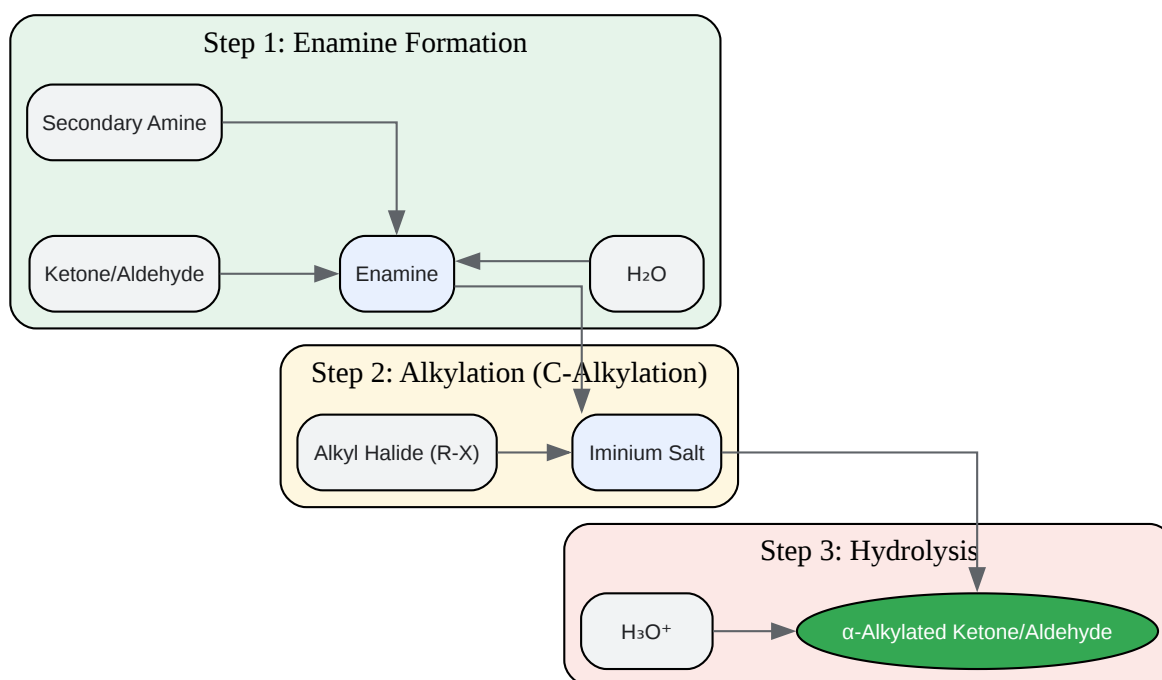 Step 1: Enamine Formation
Secondary Amine
Ketone/Aldehyde
Enamine
H₂O
Step 2: Alkylation (C-Alkylation)
Alkyl Halide (R-X)
Iminium Salt
Step 3: Hydrolysis
H₃O⁺
α-Alkylated Ketone/Aldehyde